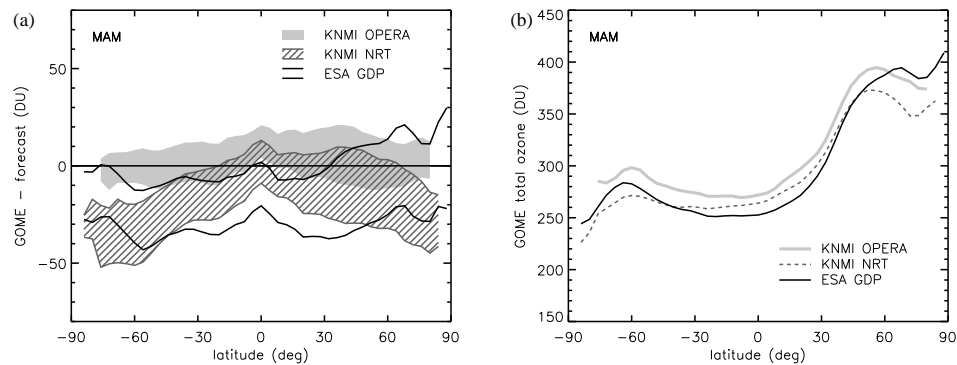 (a)
MAM
KNMI OPERA
KNMI NRT
ESA GDP
50
0
−50
GOME − forecast (DU)
−90 −60 −30 0 30 60 90
latitude (deg)
(b)
MAM
450
400
350
300
250
200
150
GOME total ozone (DU)
KNMI OPERA
KNMI NRT
ESA GDP
−90 −60 −30 0 30 60 90
latitude (deg)